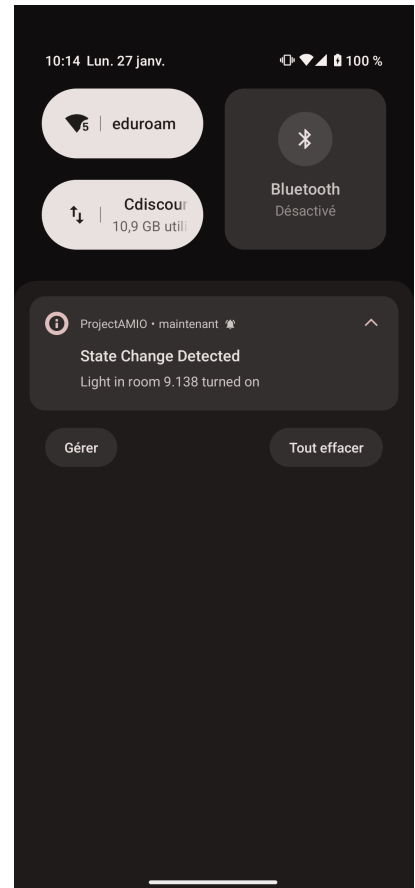 10:14 Lun. 27 janv. 100 %
5 eduroam
Bluetooth
Désactivé
Cdiscour
10,9 GB utili
ProjectAMIO • maintenant
State Change Detected
Light in room 9.138 turned on
Gérer Tout effacer